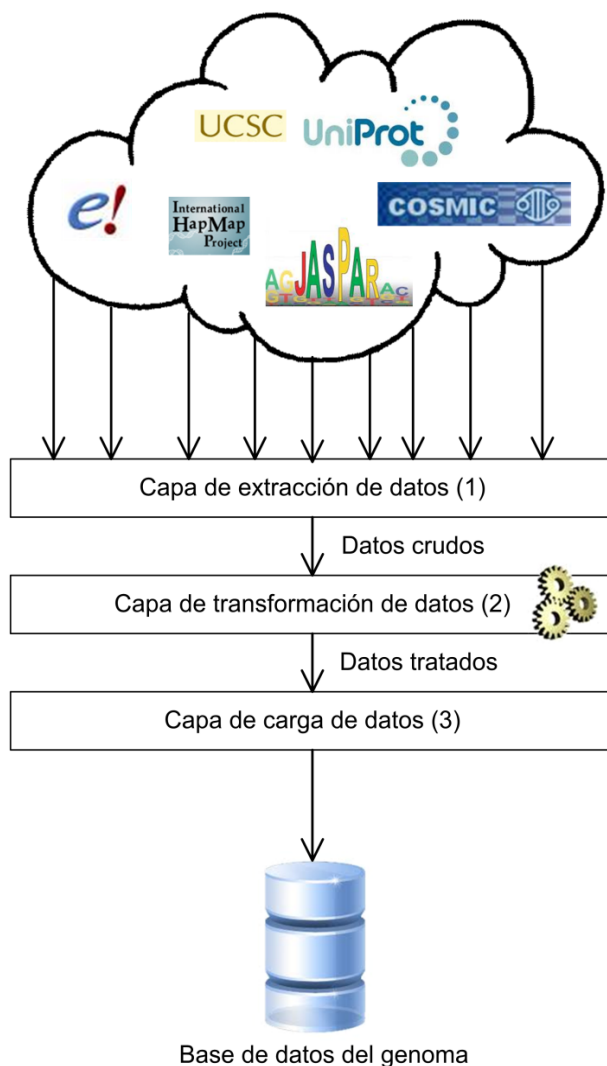 UCSC
UniProt
e!
International
HapMap
Project
COSMIC
JASPAR
Capa de extracción de datos (1)
Datos crudos
Capa de transformación de datos (2)
Datos tratados
Capa de carga de datos (3)
Base de datos del genoma